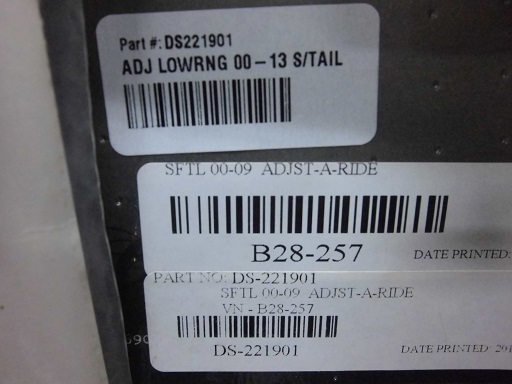 Part #: DS221901
ADJ LOWRNG 00-13 S/TAIL
SFTL 00-09 ADJST-A-RIDE
B28-257
DATE PRINTED:
PART NO: DS-221901
SFTL 00-09 ADJST-A-RIDE
VN - B28-257
DS-221901
DATE PRINTED: 201